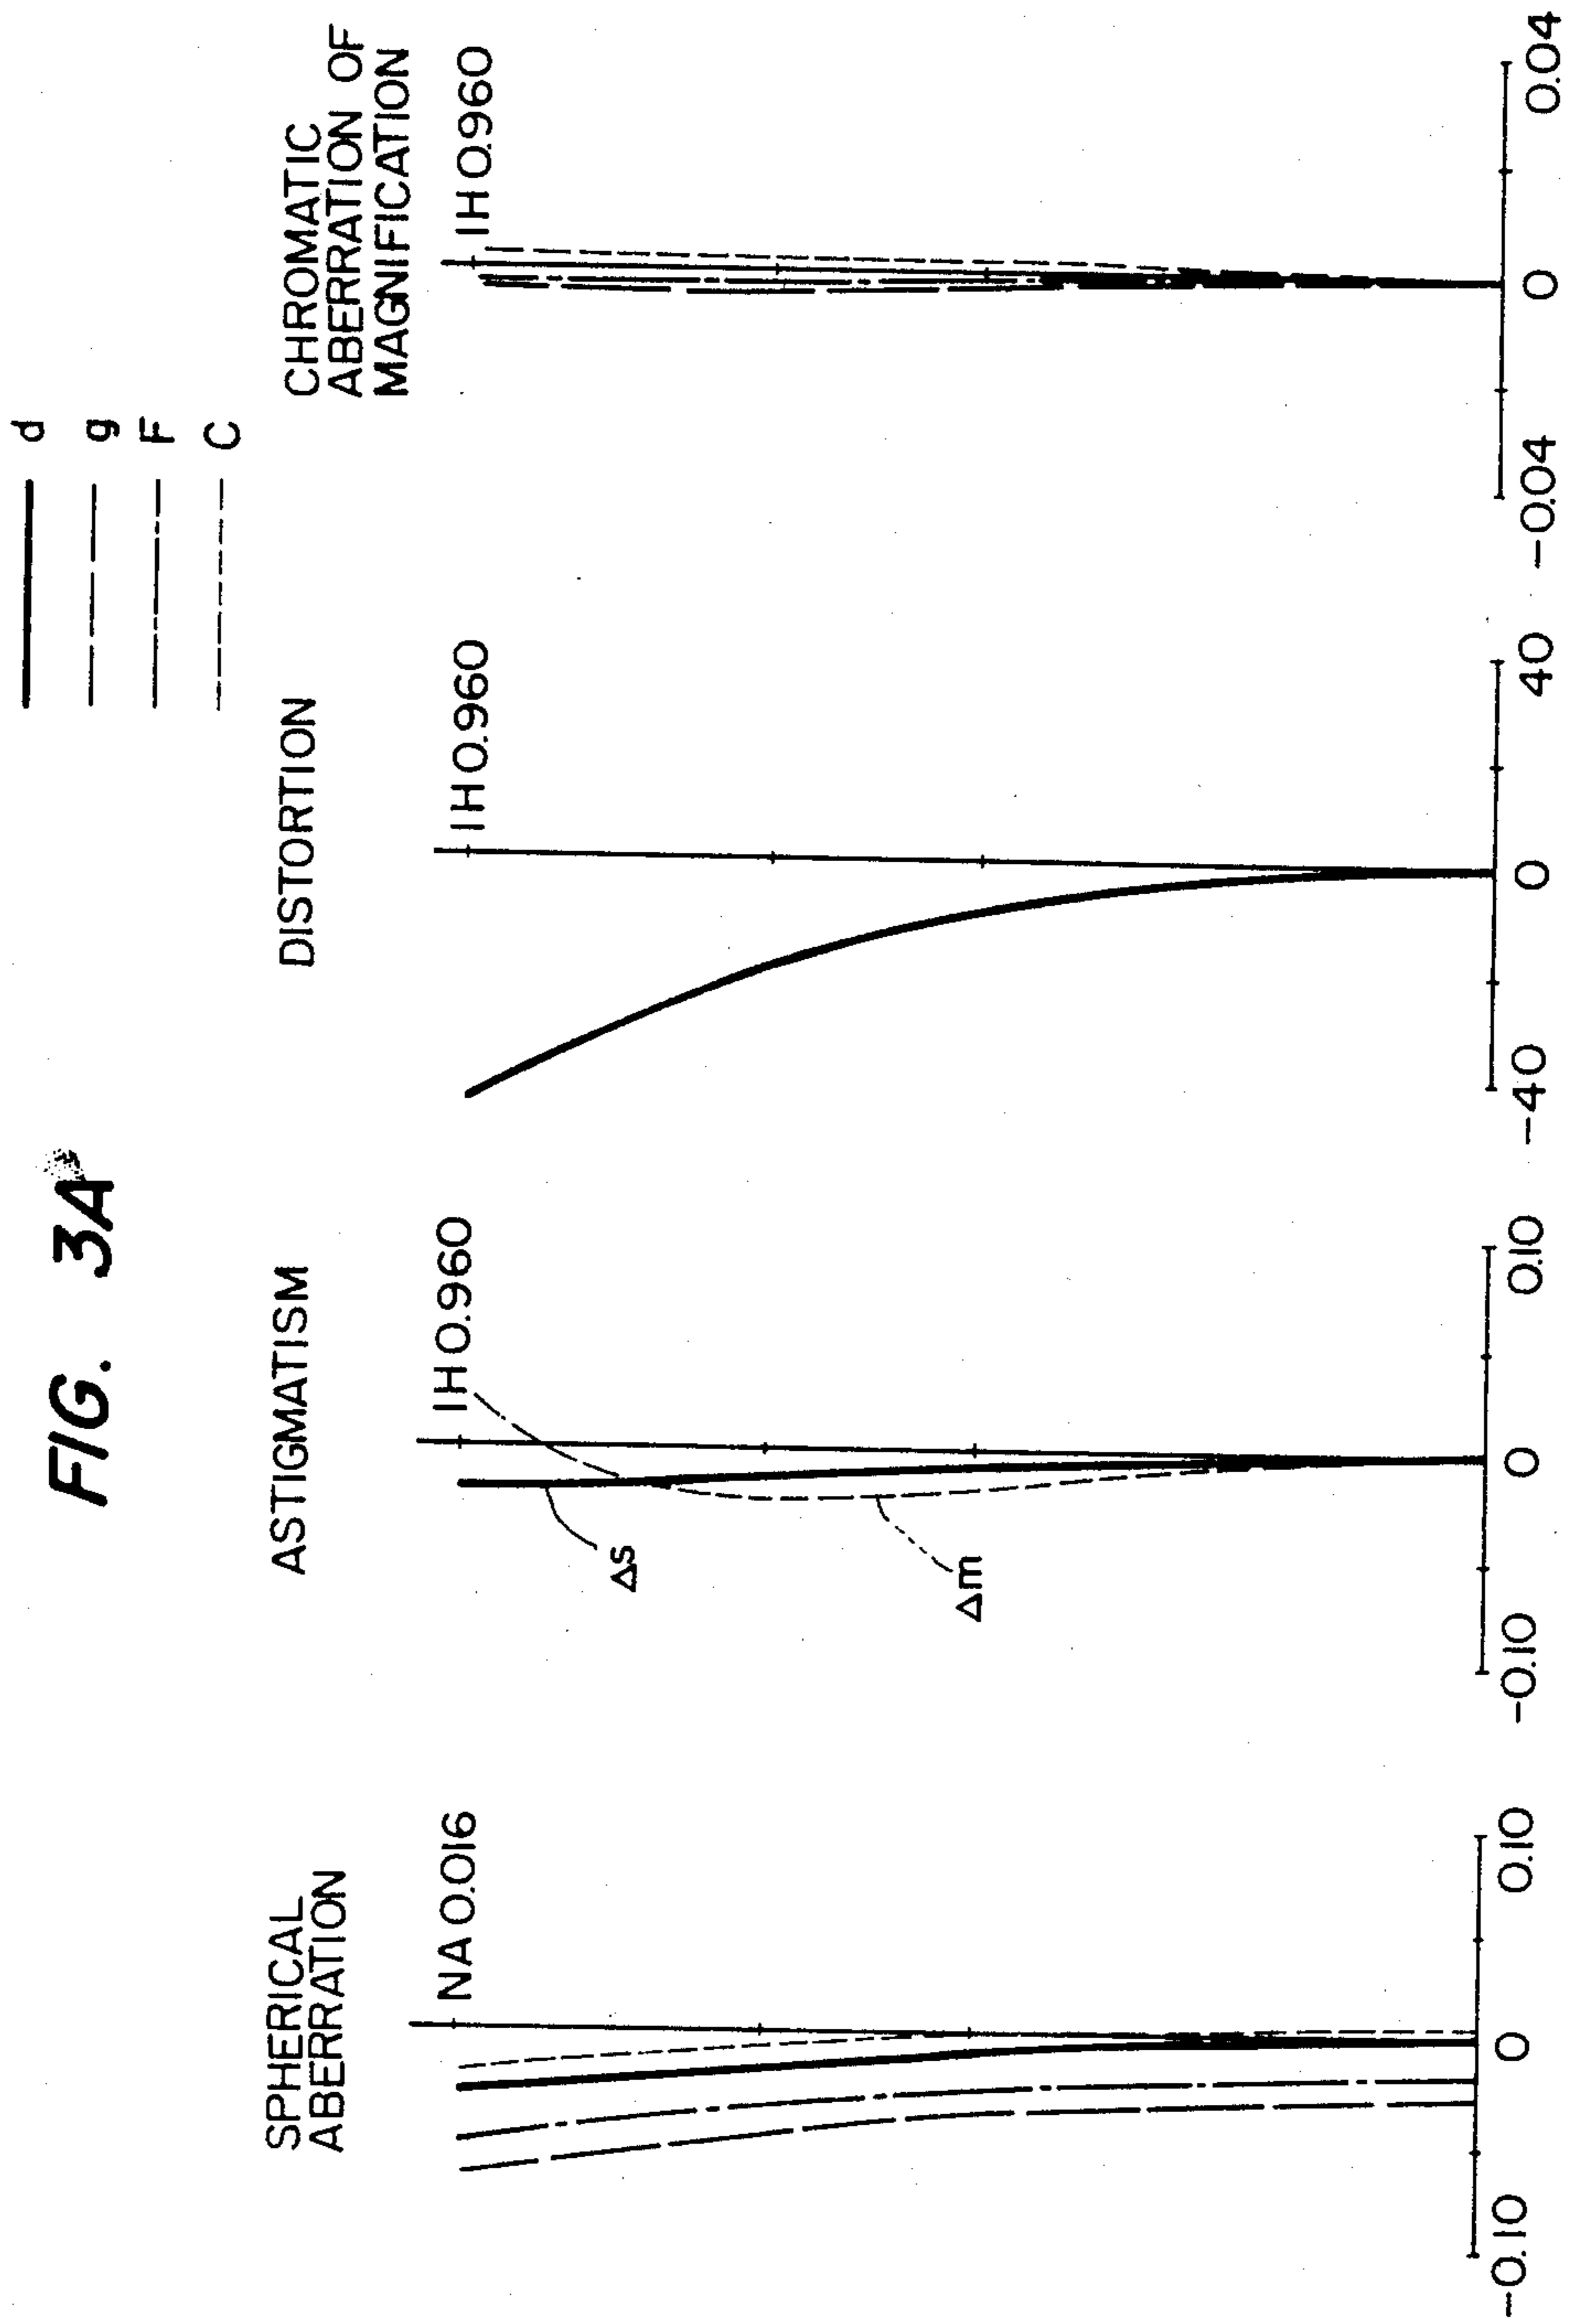 FIG. 3A
d
g
F
C
SPHERICAL
ABERRATION
NA 0.016
-0.10
0
0.10
ASTIGMATISM
IH 0.960
Δs
Δm
-0.10
0
0.10
DISTORTION
IH 0.960
-40
0
40
CHROMATIC
ABERRATION OF
MAGNIFICATION
IH 0.960
-0.04
0
0.04